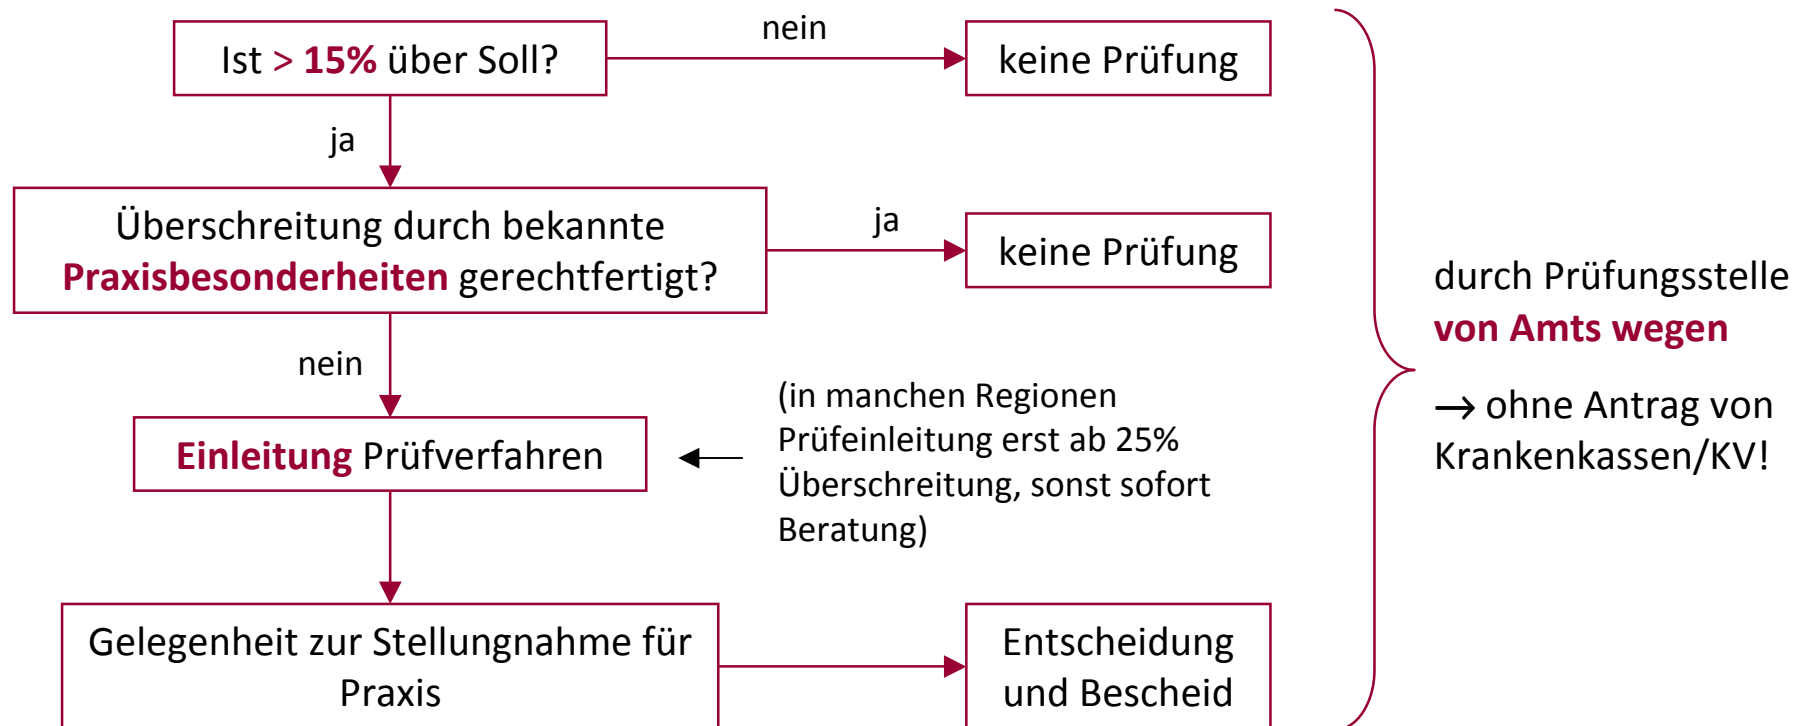 Ist > 15% über Soll?
nein
keine Prüfung
ja
Überschreitung durch bekannte
Praxisbesonderheiten gerechtfertigt?
ja
keine Prüfung
nein
Einleitung Prüfverfahren
(in manchen Regionen
Prüfeinleitung erst ab 25%
Überschreitung, sonst sofort
Beratung)
Gelegenheit zur Stellungnahme für
Praxis
Entscheidung
und Bescheid
durch Prüfungsstelle
von Amts wegen
→ ohne Antrag von
Krankenkassen/KV!